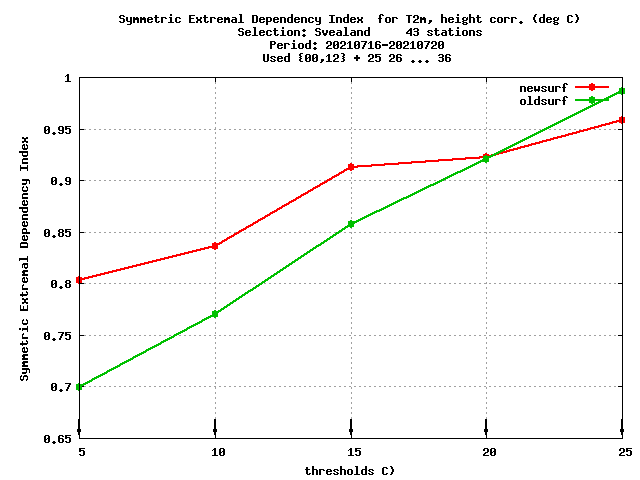 Symmetric Extremal Dependency Index  for T2m, height corr. (deg C)
Selection: Svealand     43 stations
Period: 20210716-20210720
Used {00,12} + 25 26 ... 36
newsurf
oldsurf
Symmetric Extremal Dependency Index
1
0.95
0.9
0.85
0.8
0.75
0.7
0.65
5 10 15 20 25
thresholds C)